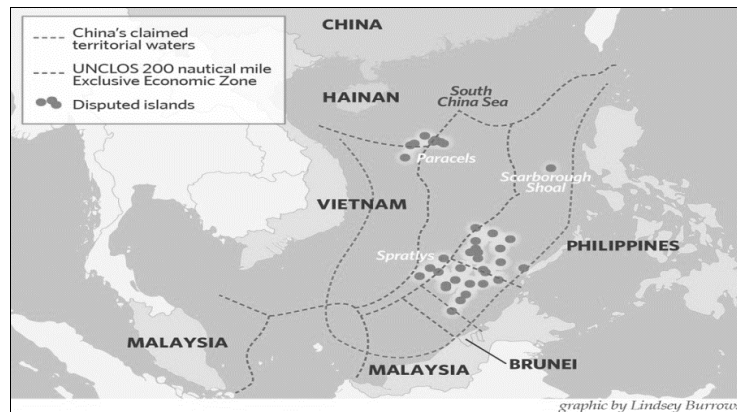 China's claimed
territorial waters
UNCLOS 200 nautical mile
Exclusive Economic Zone
Disputed islands
CHINA
HAINAN
South
China Sea
Paracels
Scarborough
Shoal
VIETNAM
PHILIPPINES
Spratlys
MALAYSIA
MALAYSIA
BRUNEI
graphic by Lindsey Burrows